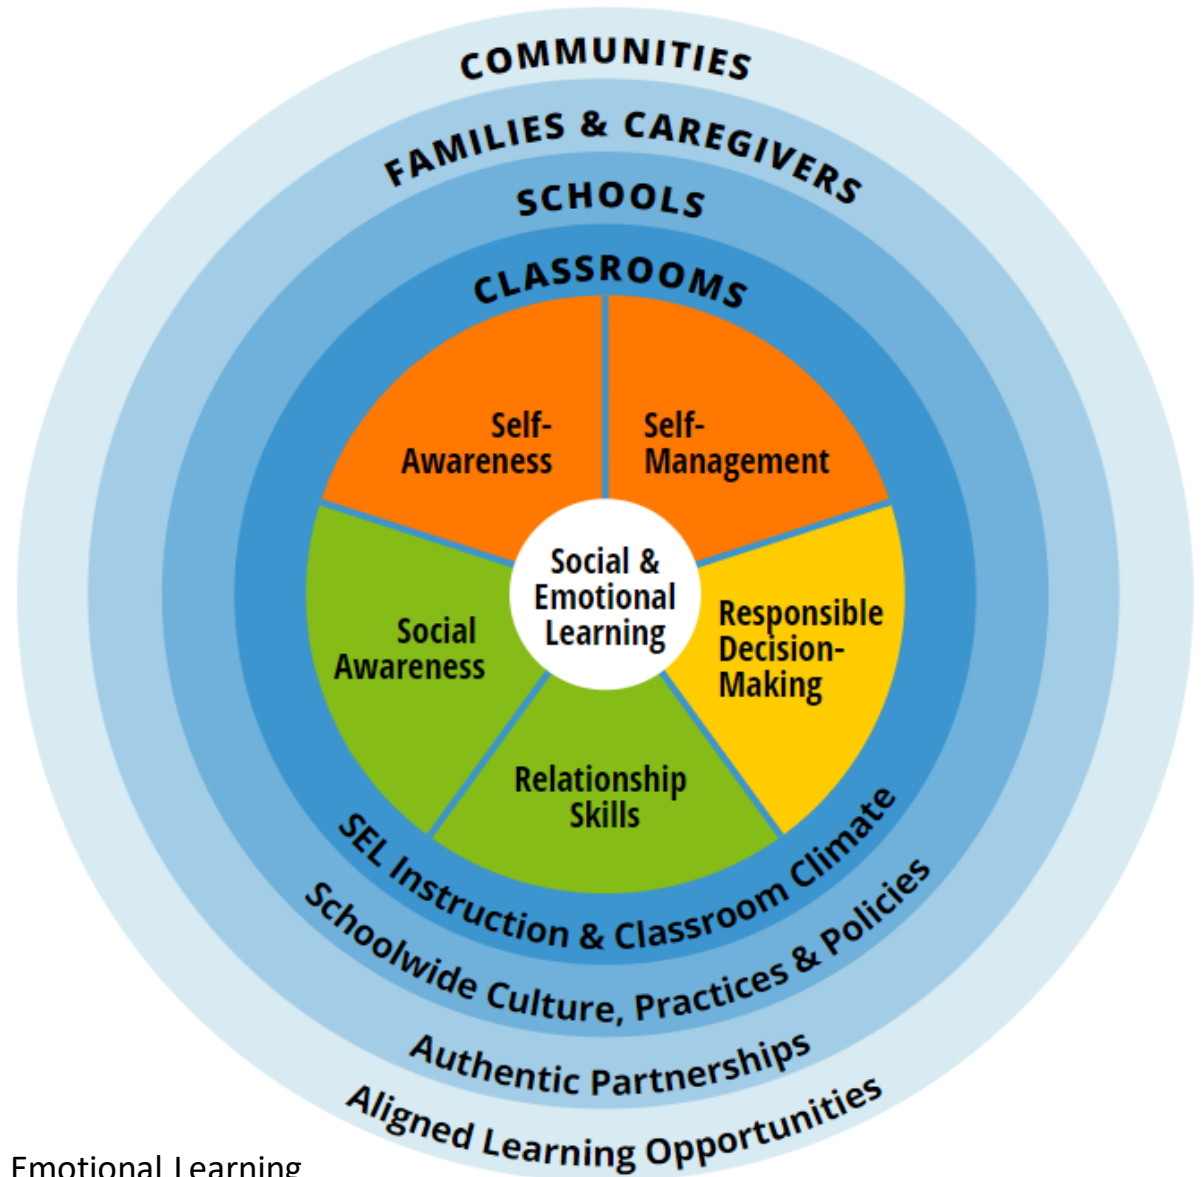 COMMUNITIES
FAMILIES & CAREGIVERS
SCHOOLS
CLASSROOMS
Self-
Awareness
Self-
Management
Social &
Emotional
Learning
Social
Awareness
Responsible
Decision-
Making
Relationship
Skills
SEL Instruction & Classroom Climate
Schoolwide Culture, Practices & Policies
Authentic Partnerships
Aligned Learning Opportunities
Emotional Learning